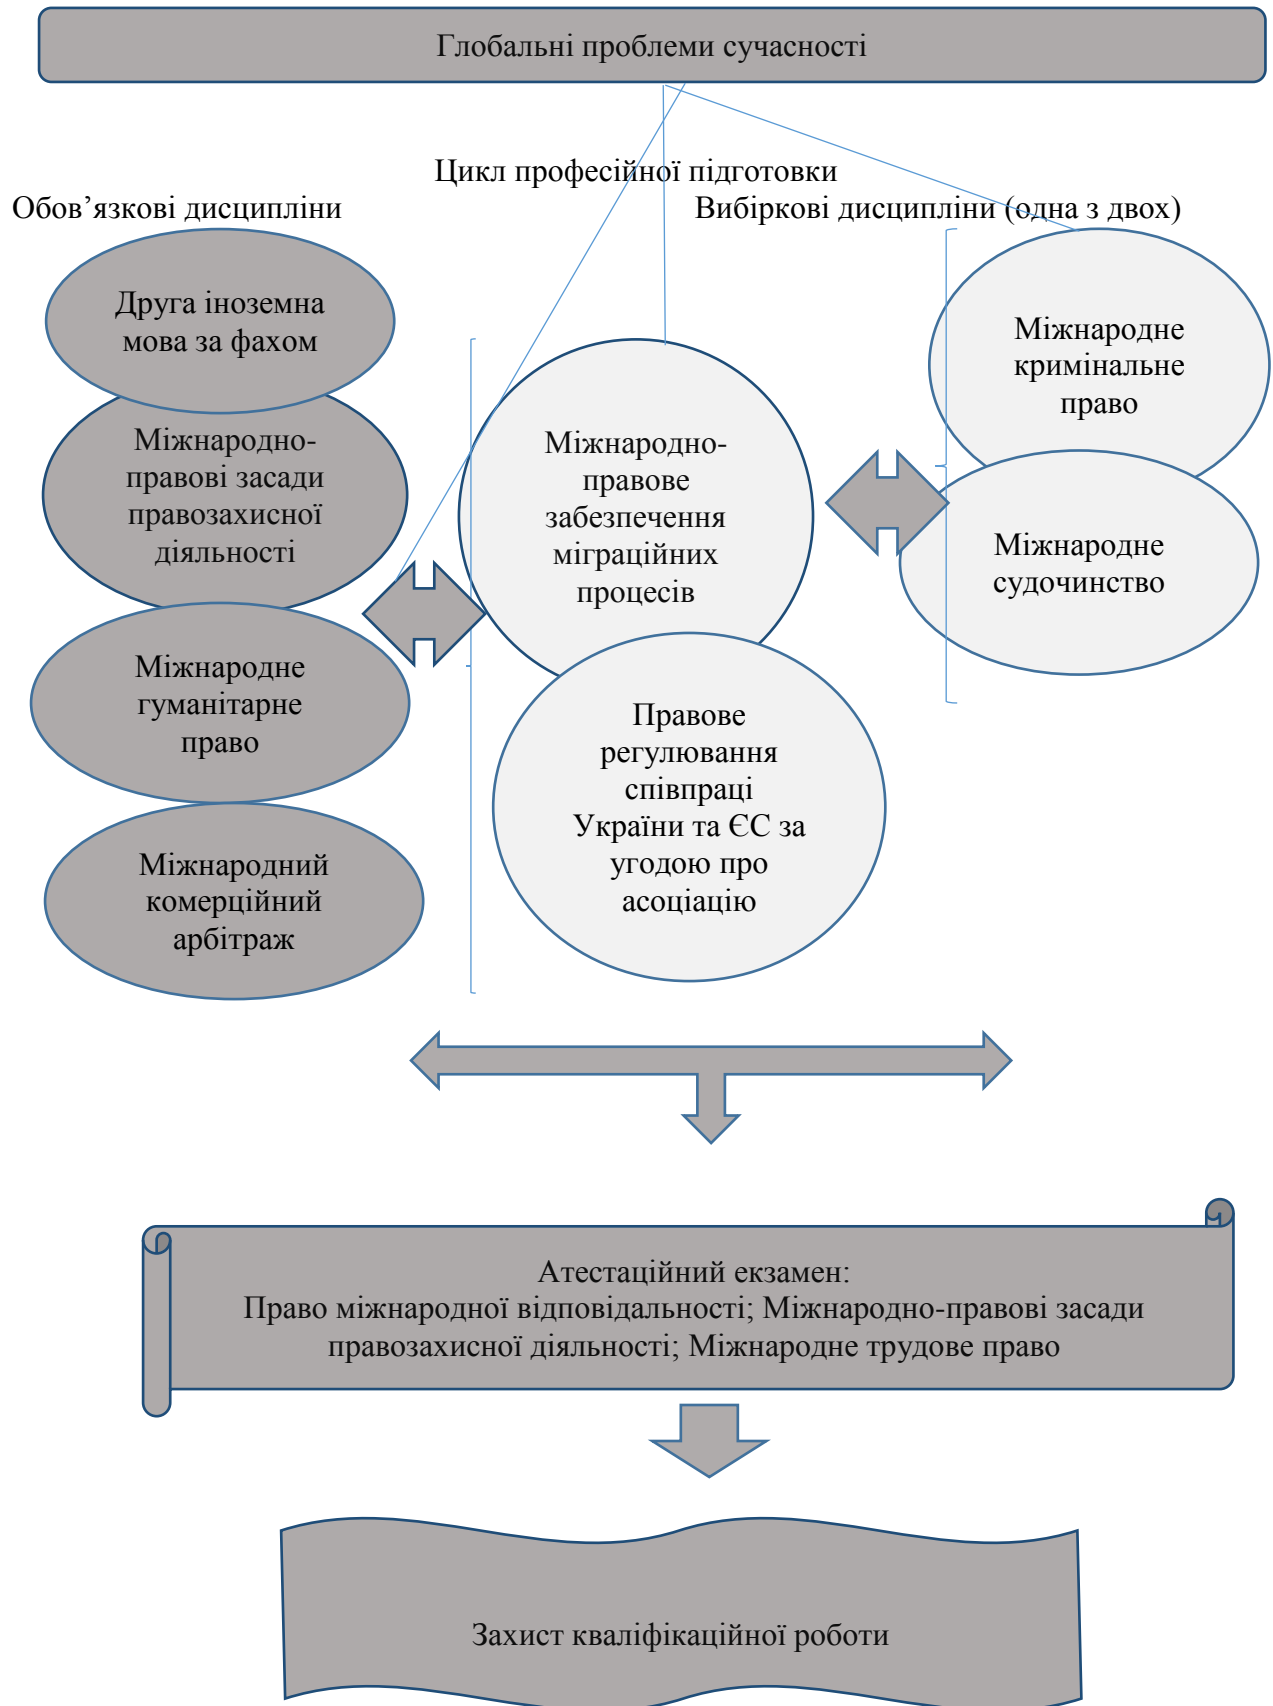 Глобальні проблеми сучасності
Цикл професійної підготовки
Обов’язкові дисципліни
Вибіркові дисципліни (одна з двох)
Друга іноземна
мова за фахом
Міжнародно-
правові засади
правозахисної
діяльності
Міжнародне
гуманітарне
право
Міжнародний
комерційний
арбітраж
Міжнародно-
правове
забезпечення
міграційних
процесів
Правове
регулювання
співпраці
України та ЄС за
угодою про
асоціацію
Міжнародне
кримінальне
право
Міжнародне
судочинство
Атестаційний екзамен:
Право міжнародної відповідальності; Міжнародно-правові засади
правозахисної діяльності; Міжнародне трудове право
Захист кваліфікаційної роботи